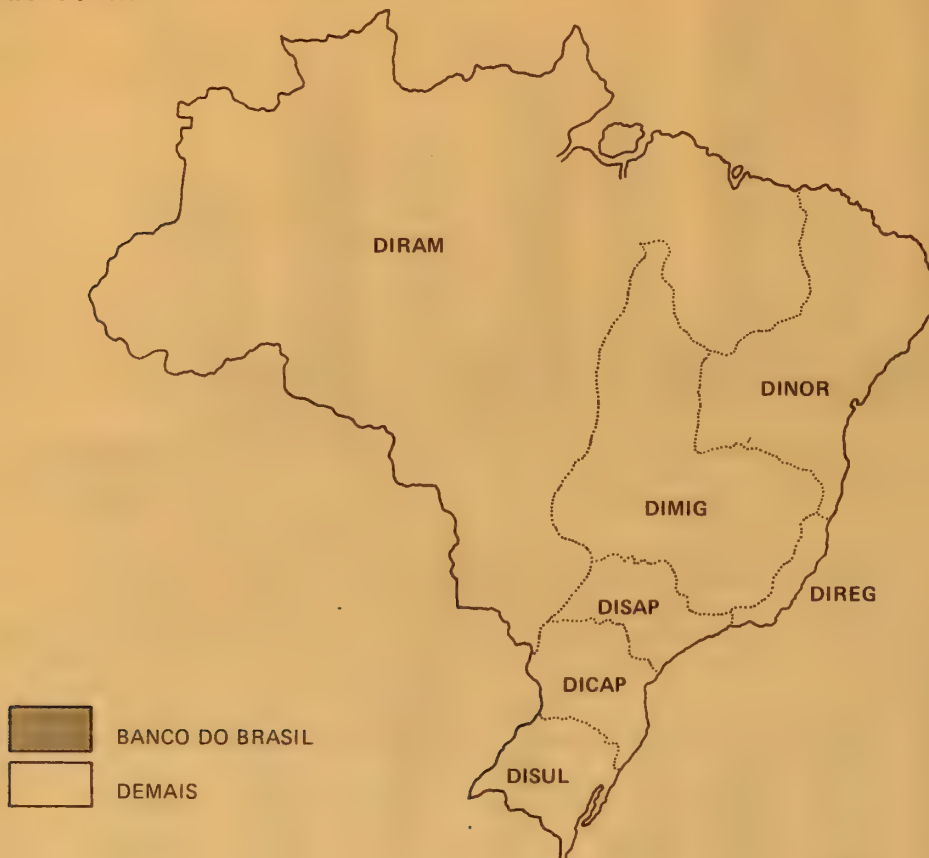 DIRAM
DINOR
DIMIG
DISAP
DIREG
DICAP
DISUL
BANCO DO BRASIL
DEMAIS